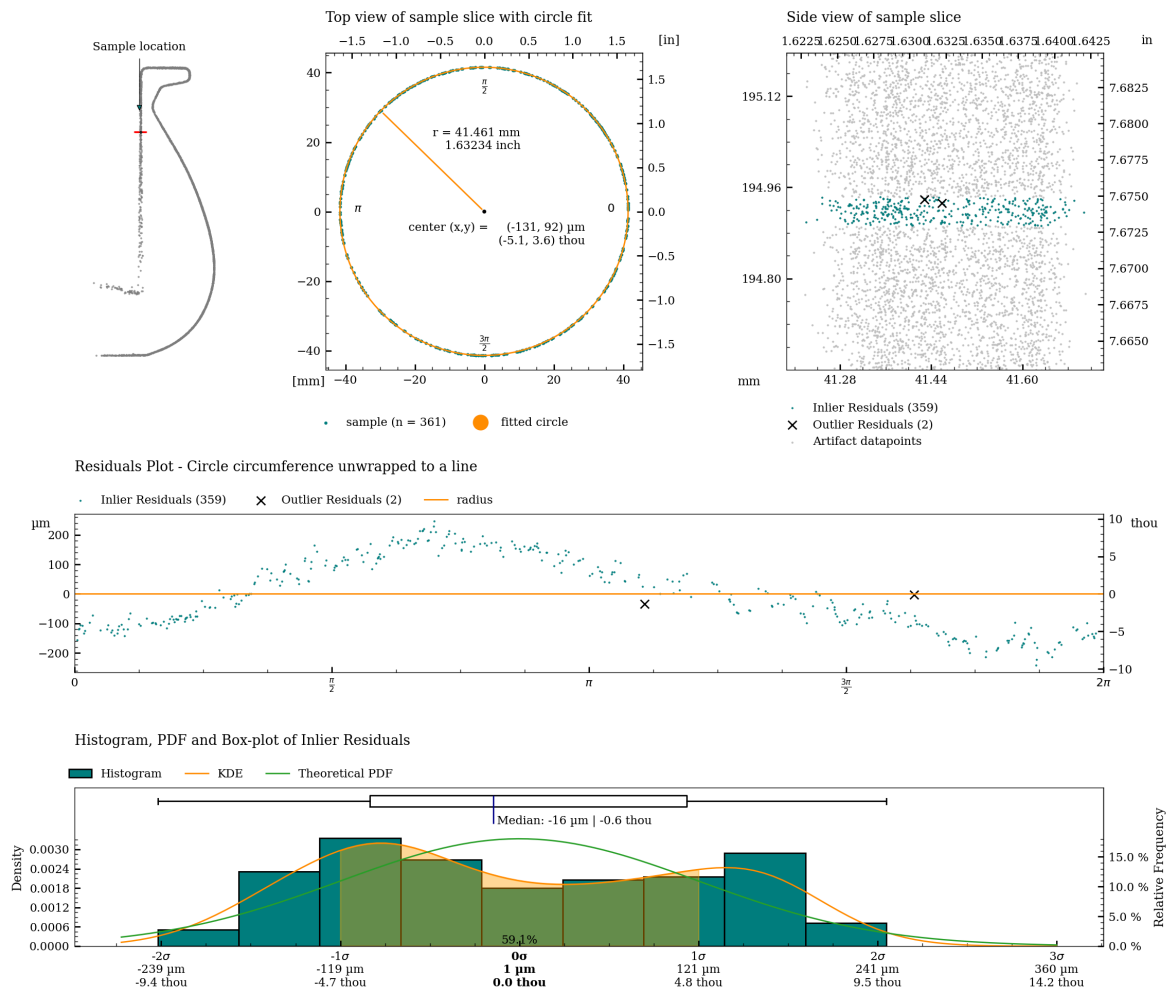 Sample location
Top view of sample slice with circle fit
−1.5 −1.0 −0.5 0.0 0.5 1.0 1.5 [in]
40
20
0
−20
−40
1.5
1.0
0.5
0.0
−0.5
−1.0
−1.5
π/2
r = 41.461 mm
1.63234 inch
π
0
center (x,y) = (-131, 92) µm
(-5.1, 3.6) thou
3π/2
[mm] −40 −20 0 20 40
sample (n = 361) fitted circle
Side view of sample slice
1.6225 1.6250 1.6275 1.6300 1.6325 1.6350 1.6375 1.6400 1.6425 in
195.12
194.96
194.80
7.6825
7.6800
7.6775
7.6750
7.6725
7.6700
7.6675
7.6650
mm 41.28 41.44 41.60
Inlier Residuals (359)
Outlier Residuals (2)
Artifact datapoints
Residuals Plot - Circle circumference unwrapped to a line
Inlier Residuals (359) Outlier Residuals (2) radius
µm
200
100
0
−100
−200
10 thou
5
0
−5
−10
0 π/2 π 3π/2 2π
Histogram, PDF and Box-plot of Inlier Residuals
Histogram KDE Theoretical PDF
Median: -16 µm | -0.6 thou
Density
0.0030
0.0024
0.0018
0.0012
0.0006
0.0000
15.0 %
10.0 %
5.0 %
0.0 %
Relative Frequency
59.1%
-2σ -1σ 0σ 1σ 2σ 3σ
-239 µm -119 µm 1 µm 121 µm 241 µm 360 µm
-9.4 thou -4.7 thou 0.0 thou 4.8 thou 9.5 thou 14.2 thou